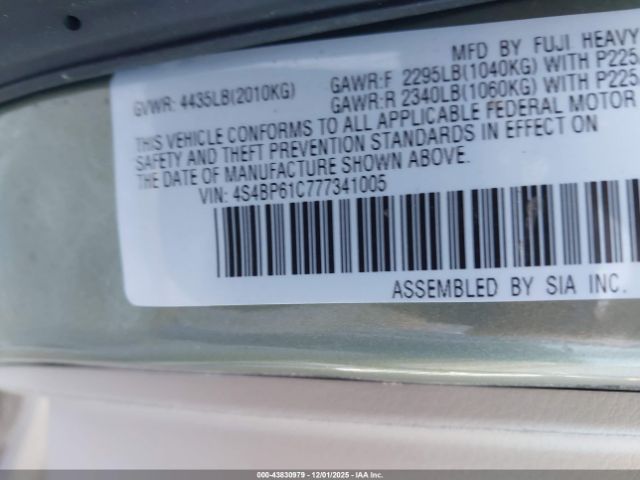 MFD BY FUJI HEAVY
GVWR: 4435LB(2010KG) GAWR:F 2295LB(1040KG) WITH P225
GAWR:R 2340LB(1060KG) WITH P225
THIS VEHICLE CONFORMS TO ALL APPLICABLE FEDERAL MOTOR
SAFETY AND THEFT PREVENTION STANDARDS IN EFFECT ON
THE DATE OF MANUFACTURE SHOWN ABOVE.
VIN: 4S4BP61C777341005
ASSEMBLED BY SIA INC.
000-43830979 - 12/01/2025 - IAAI.COM